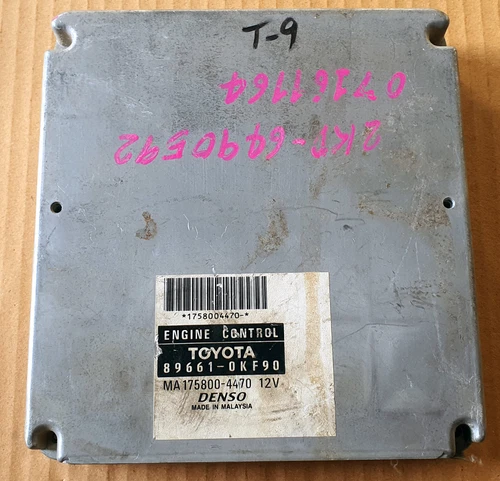 T-9
2KD-6490592
07161164
*1758004470-*
ENGINE CONTROL
TOYOTA
89661-0KF90
MA175800-4470 12V
DENSO
MADE IN MALAYSIA